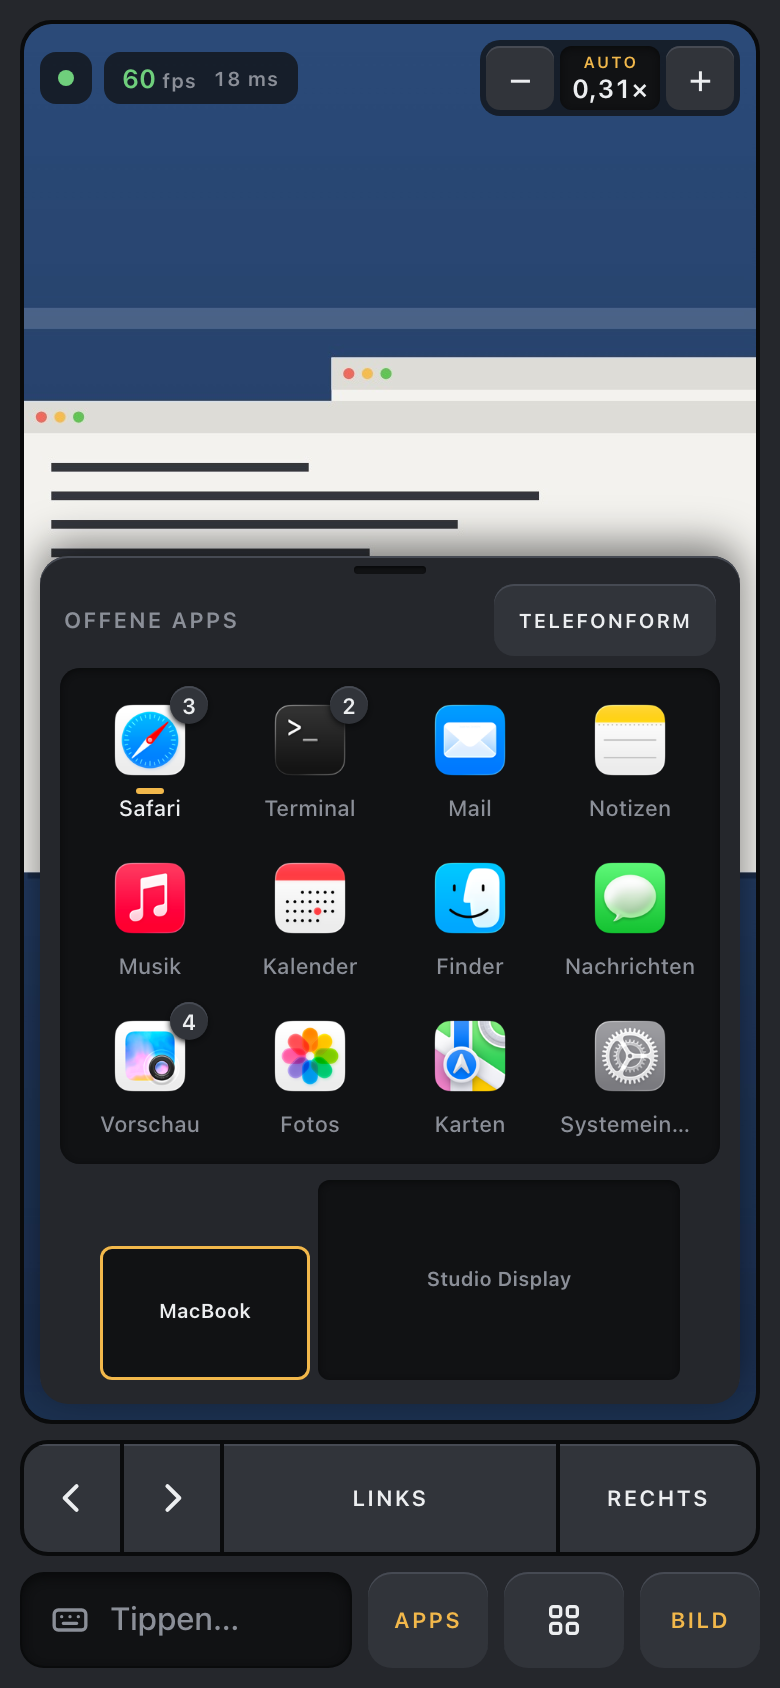 60 fps 18 ms
AUTO
0,31×
OFFENE APPS
TELEFONFORM
3
2
>_
Safari
Terminal
Mail
Notizen
Musik
Kalender
Finder
Nachrichten
4
Vorschau
Fotos
Karten
Systemein...
Studio Display
MacBook
LINKS
RECHTS
Tippen...
APPS
BILD